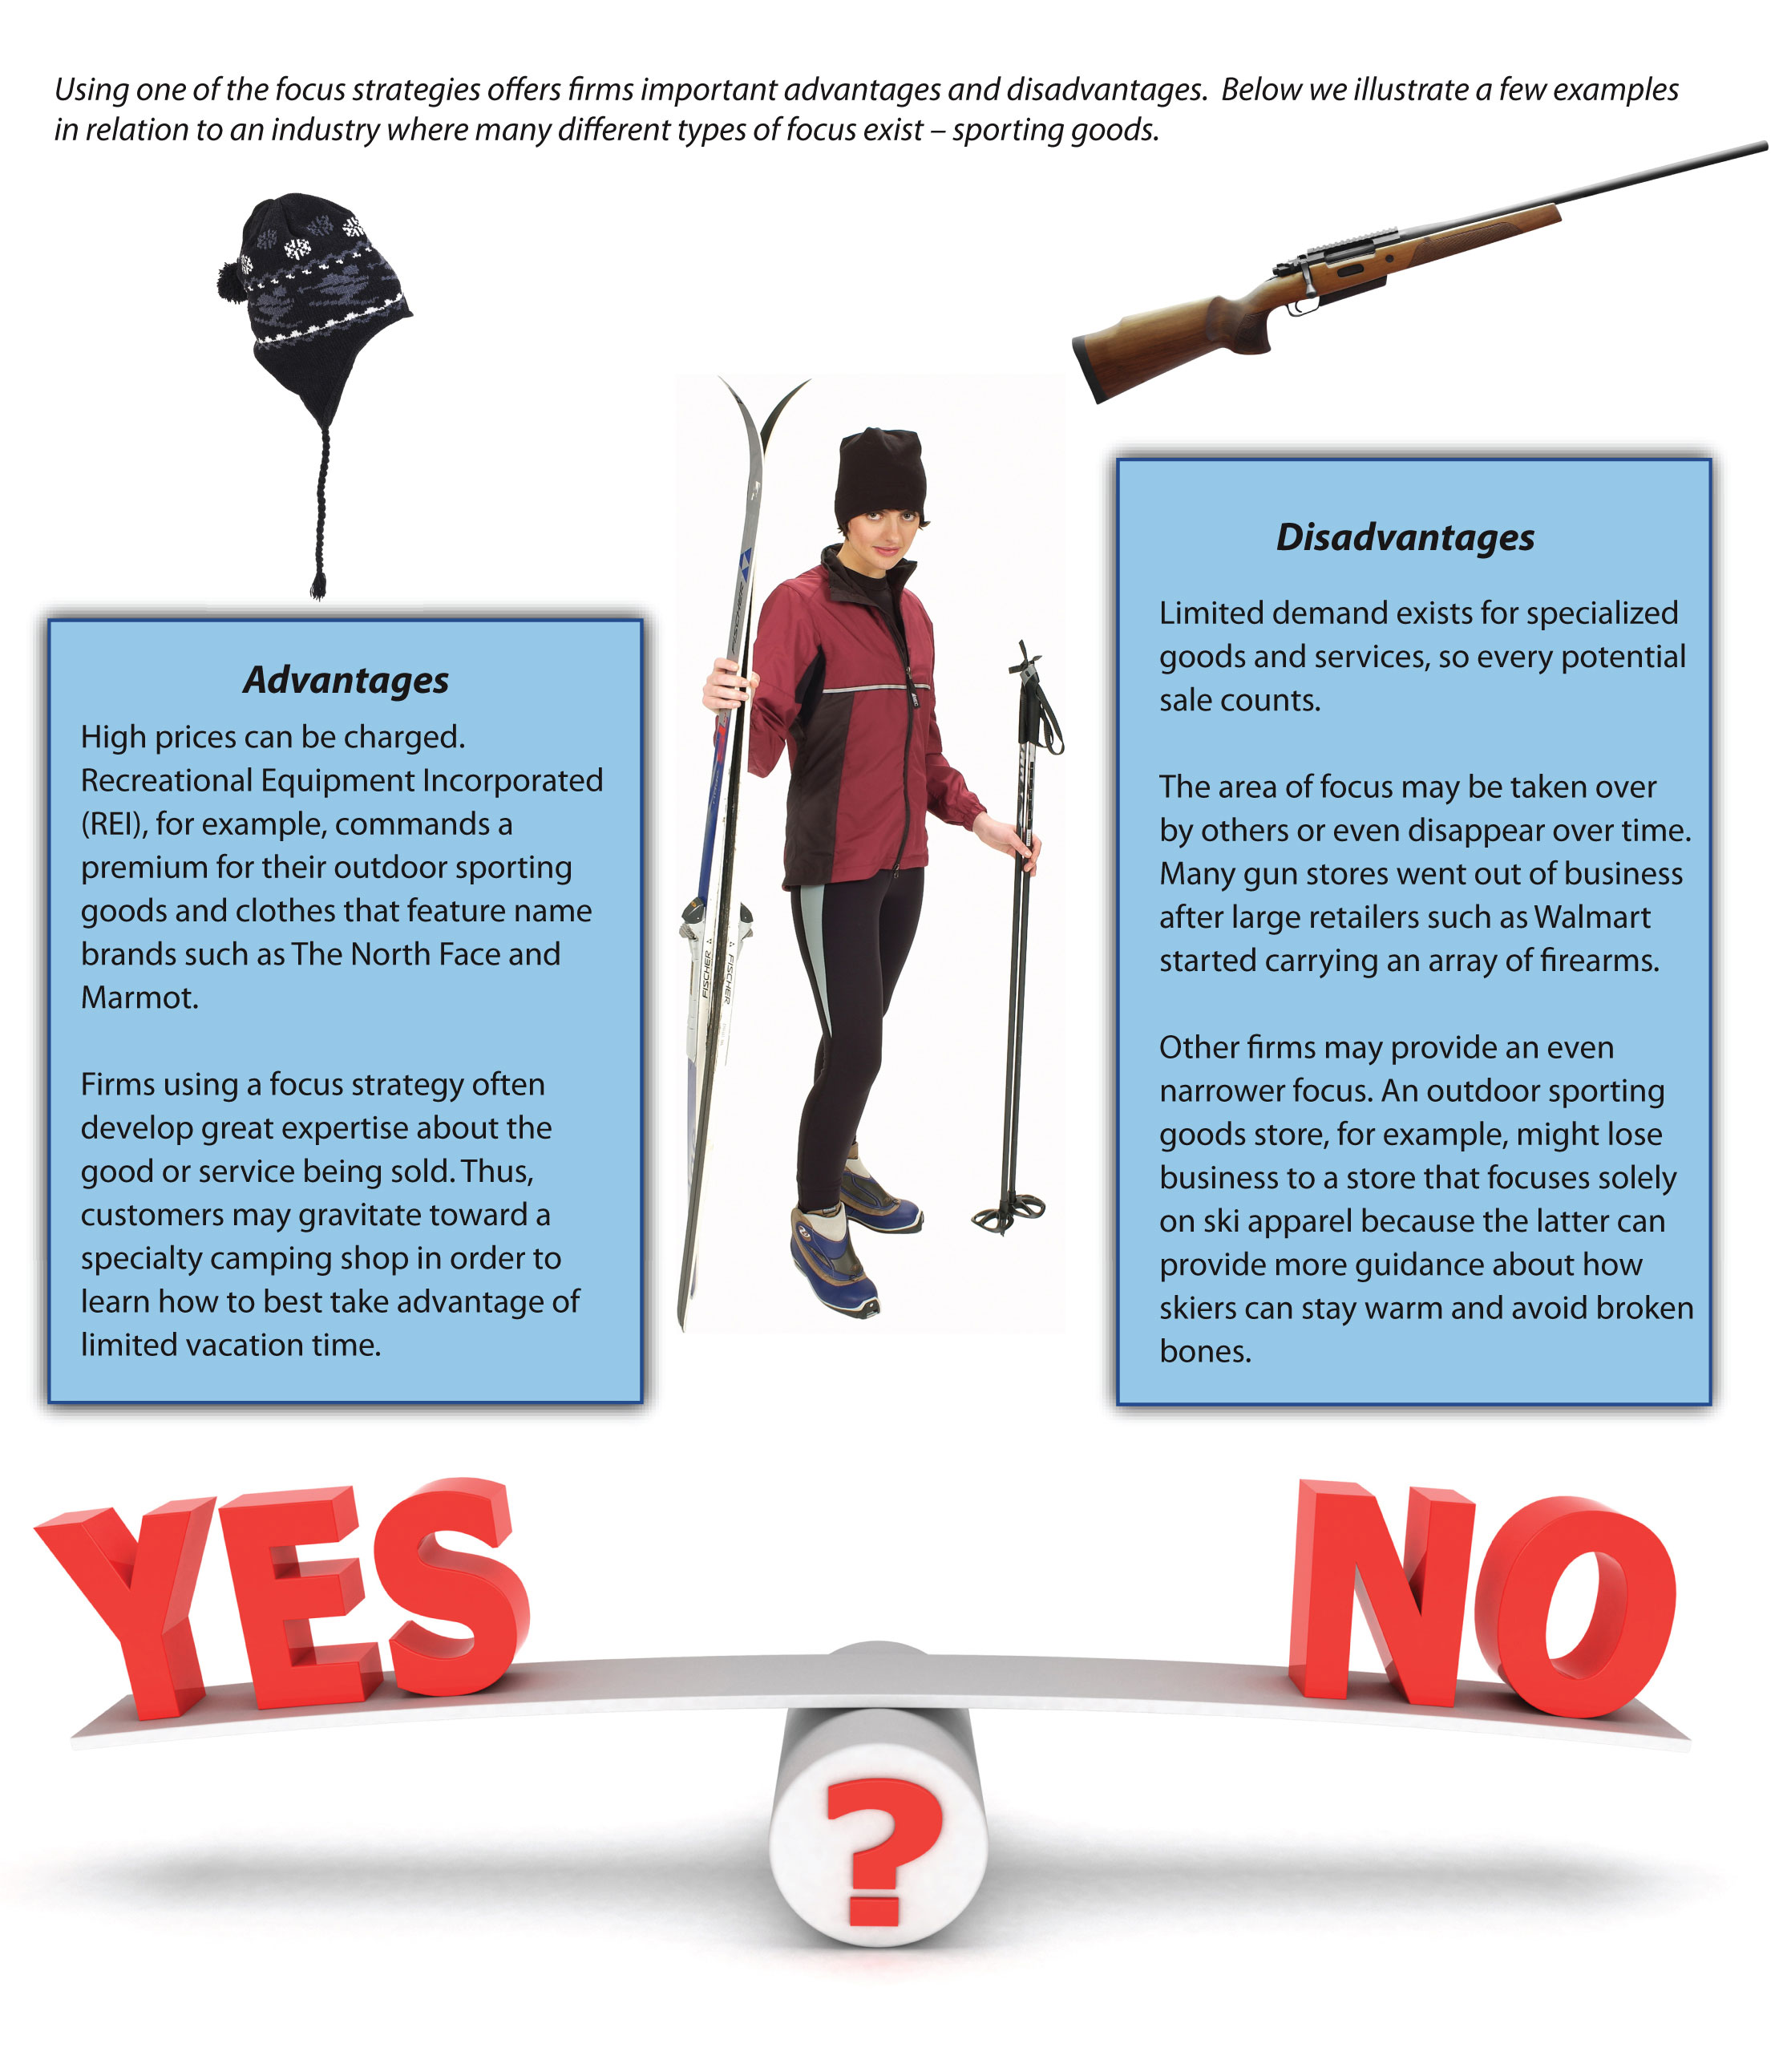 Using one of the focus strategies offers firms important advantages and disadvantages.  Below we illustrate a few examples
in relation to an industry where many different types of focus exist – sporting goods.
Advantages
High prices can be charged.
Recreational Equipment Incorporated
(REI), for example, commands a
premium for their outdoor sporting
goods and clothes that feature name
brands such as The North Face and
Marmot.
Firms using a focus strategy often
develop great expertise about the
good or service being sold. Thus,
customers may gravitate toward a
specialty camping shop in order to
learn how to best take advantage of
limited vacation time.
FISCHER
FISCHER
Disadvantages
Limited demand exists for specialized
goods and services, so every potential
sale counts.
The area of focus may be taken over
by others or even disappear over time.
Many gun stores went out of business
after large retailers such as Walmart
started carrying an array of firearms.
Other firms may provide an even
narrower focus. An outdoor sporting
goods store, for example, might lose
business to a store that focuses solely
on ski apparel because the latter can
provide more guidance about how
skiers can stay warm and avoid broken
bones.
YES
NO
?